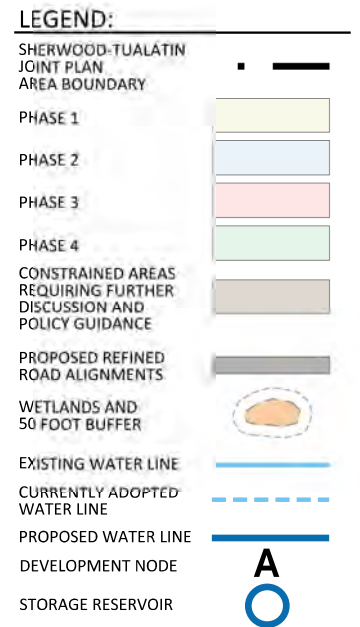 LEGEND:
SHERWOOD-TUALATIN
JOINT PLAN
AREA BOUNDARY
PHASE 1
PHASE 2
PHASE 3
PHASE 4
CONSTRAINED AREAS
REQUIRING FURTHER
DISCUSSION AND
POLICY GUIDANCE
PROPOSED REFINED
ROAD ALIGNMENTS
WETLANDS AND
50 FOOT BUFFER
EXISTING WATER LINE
CURRENTLY ADOPTED
WATER LINE
PROPOSED WATER LINE
DEVELOPMENT NODE A
STORAGE RESERVOIR